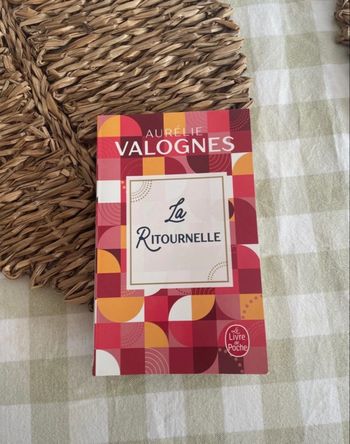 AURÉLIE
VALOGNES
La
RITOURNELLE
Le
Livre
de
Poche